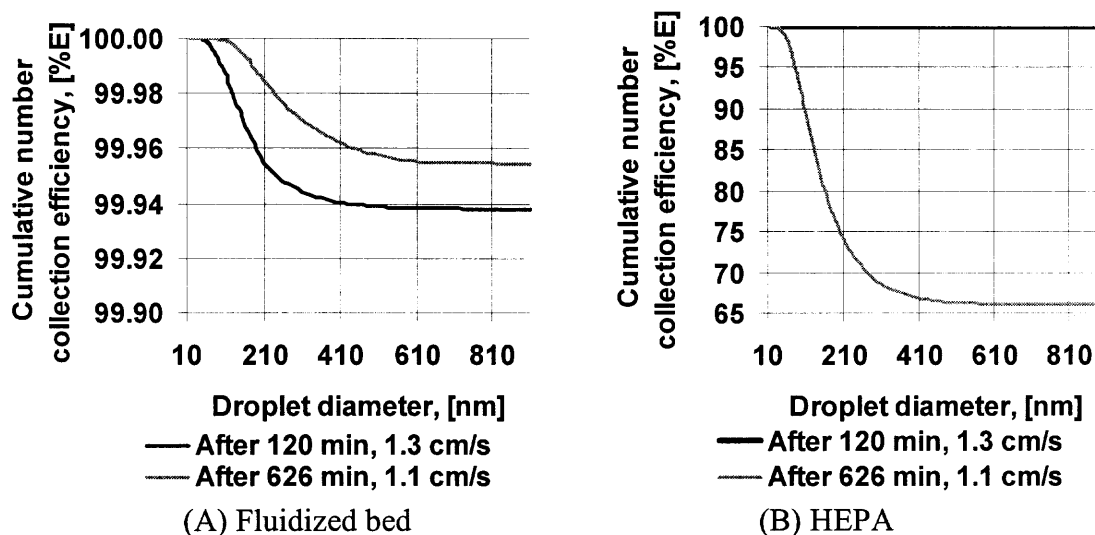 Cumulative number
collection efficiency, [%E]
100.00
99.98
99.96
99.94
99.92
99.90
10 210 410 610 810
Droplet diameter, [nm]
After 120 min, 1.3 cm/s
After 626 min, 1.1 cm/s
(A) Fluidized bed
Cumulative number
collection efficiency, [%E]
100
95
90
85
80
75
70
65
10 210 410 610 810
Droplet diameter, [nm]
After 120 min, 1.3 cm/s
After 626 min, 1.1 cm/s
(B) HEPA